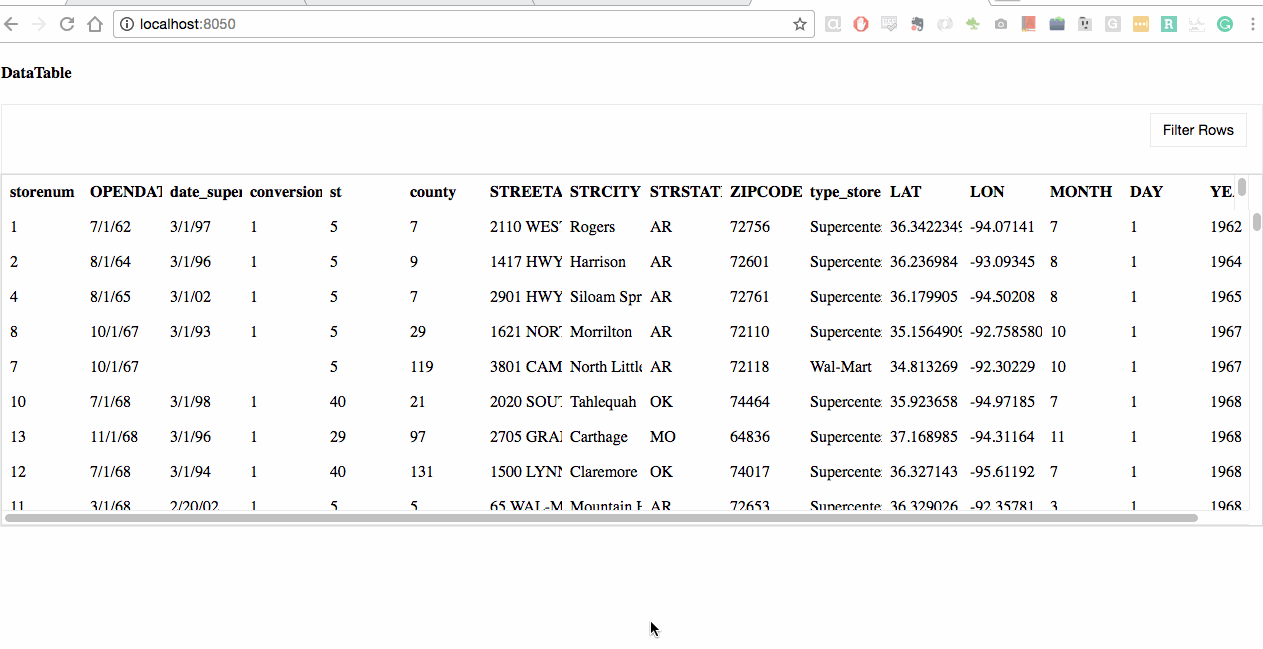 localhost:8050
DataTable
Filter Rows
storenum OPENDAT date_super conversion st county STREETA STRCITY STRSTAT ZIPCODE type_store LAT LON MONTH DAY YE
1 7/1/62 3/1/97 1 5 7 2110 WES Rogers AR 72756 Supercente 36.3422349 -94.07141 7 1 1962
2 8/1/64 3/1/96 1 5 9 1417 HWY Harrison AR 72601 Supercente 36.236984 -93.09345 8 1 1964
4 8/1/65 3/1/02 1 5 7 2901 HWY Siloam Spr AR 72761 Supercente 36.179905 -94.50208 8 1 1965
8 10/1/67 3/1/93 1 5 29 1621 NOR Morrilton AR 72110 Supercente 35.1564909 -92.758580 10 1 1967
7 10/1/67 5 119 3801 CAM North Little AR 72118 Wal-Mart 34.813269 -92.30229 10 1 1967
10 7/1/68 3/1/98 1 40 21 2020 SOU Tahlequah OK 74464 Supercente 35.923658 -94.97185 7 1 1968
13 11/1/68 3/1/96 1 29 97 2705 GRA Carthage MO 64836 Supercente 37.168985 -94.31164 11 1 1968
12 7/1/68 3/1/94 1 40 131 1500 LYNN Claremore OK 74017 Supercente 36.327143 -95.61192 7 1 1968
11 3/1/68 2/20/02 1 5 5 65 WAL-M Mountain H AR 72653 Supercente 36.329026 -92.35781 3 1 1968